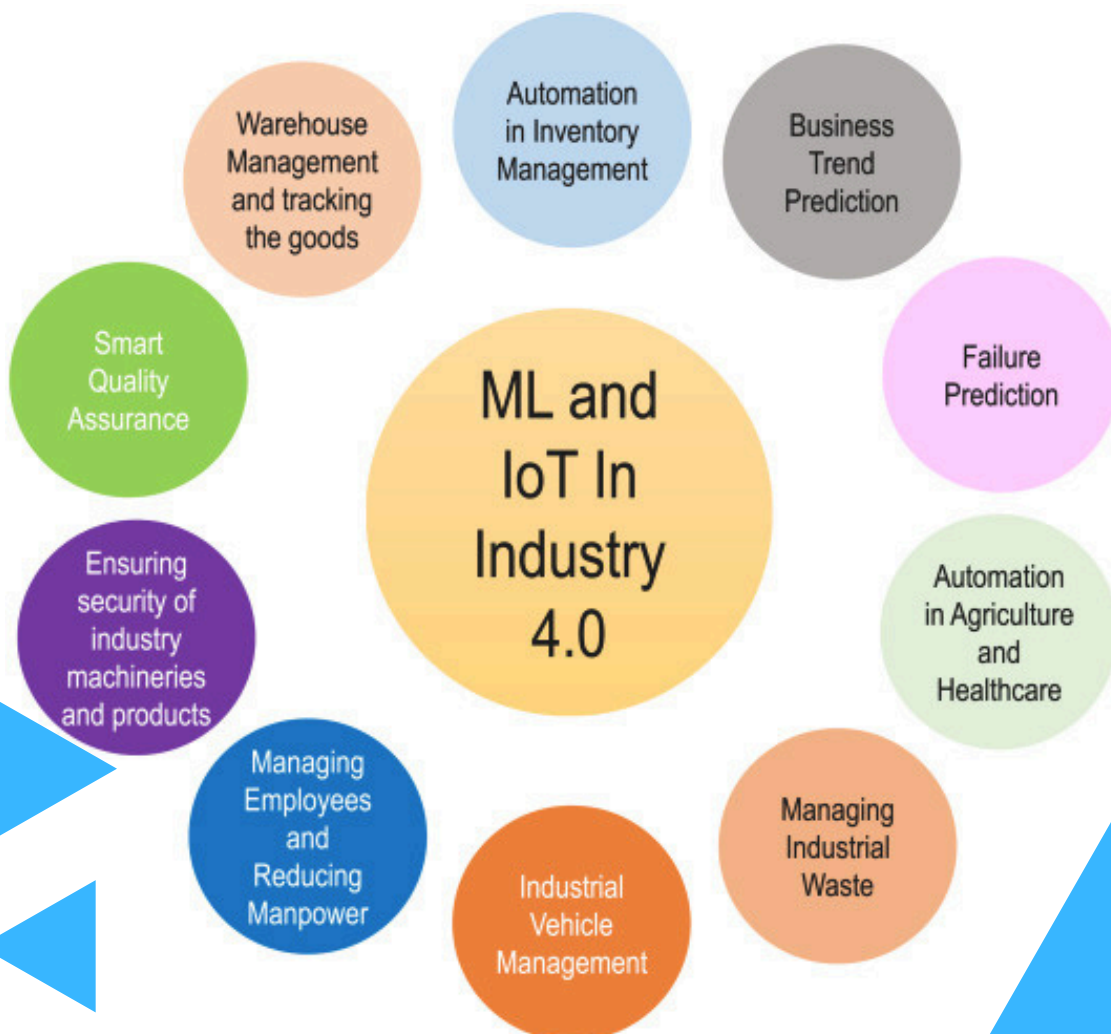 Automation
in Inventory
Management
Business
Trend
Prediction
Failure
Prediction
Automation
in Agriculture
and
Healthcare
Managing
Industrial
Waste
Industrial
Vehicle
Management
Managing
Employees
and
Reducing
Manpower
Ensuring
security of
industry
machineries
and products
Smart
Quality
Assurance
Warehouse
Management
and tracking
the goods
ML and
IoT In
Industry
4.0